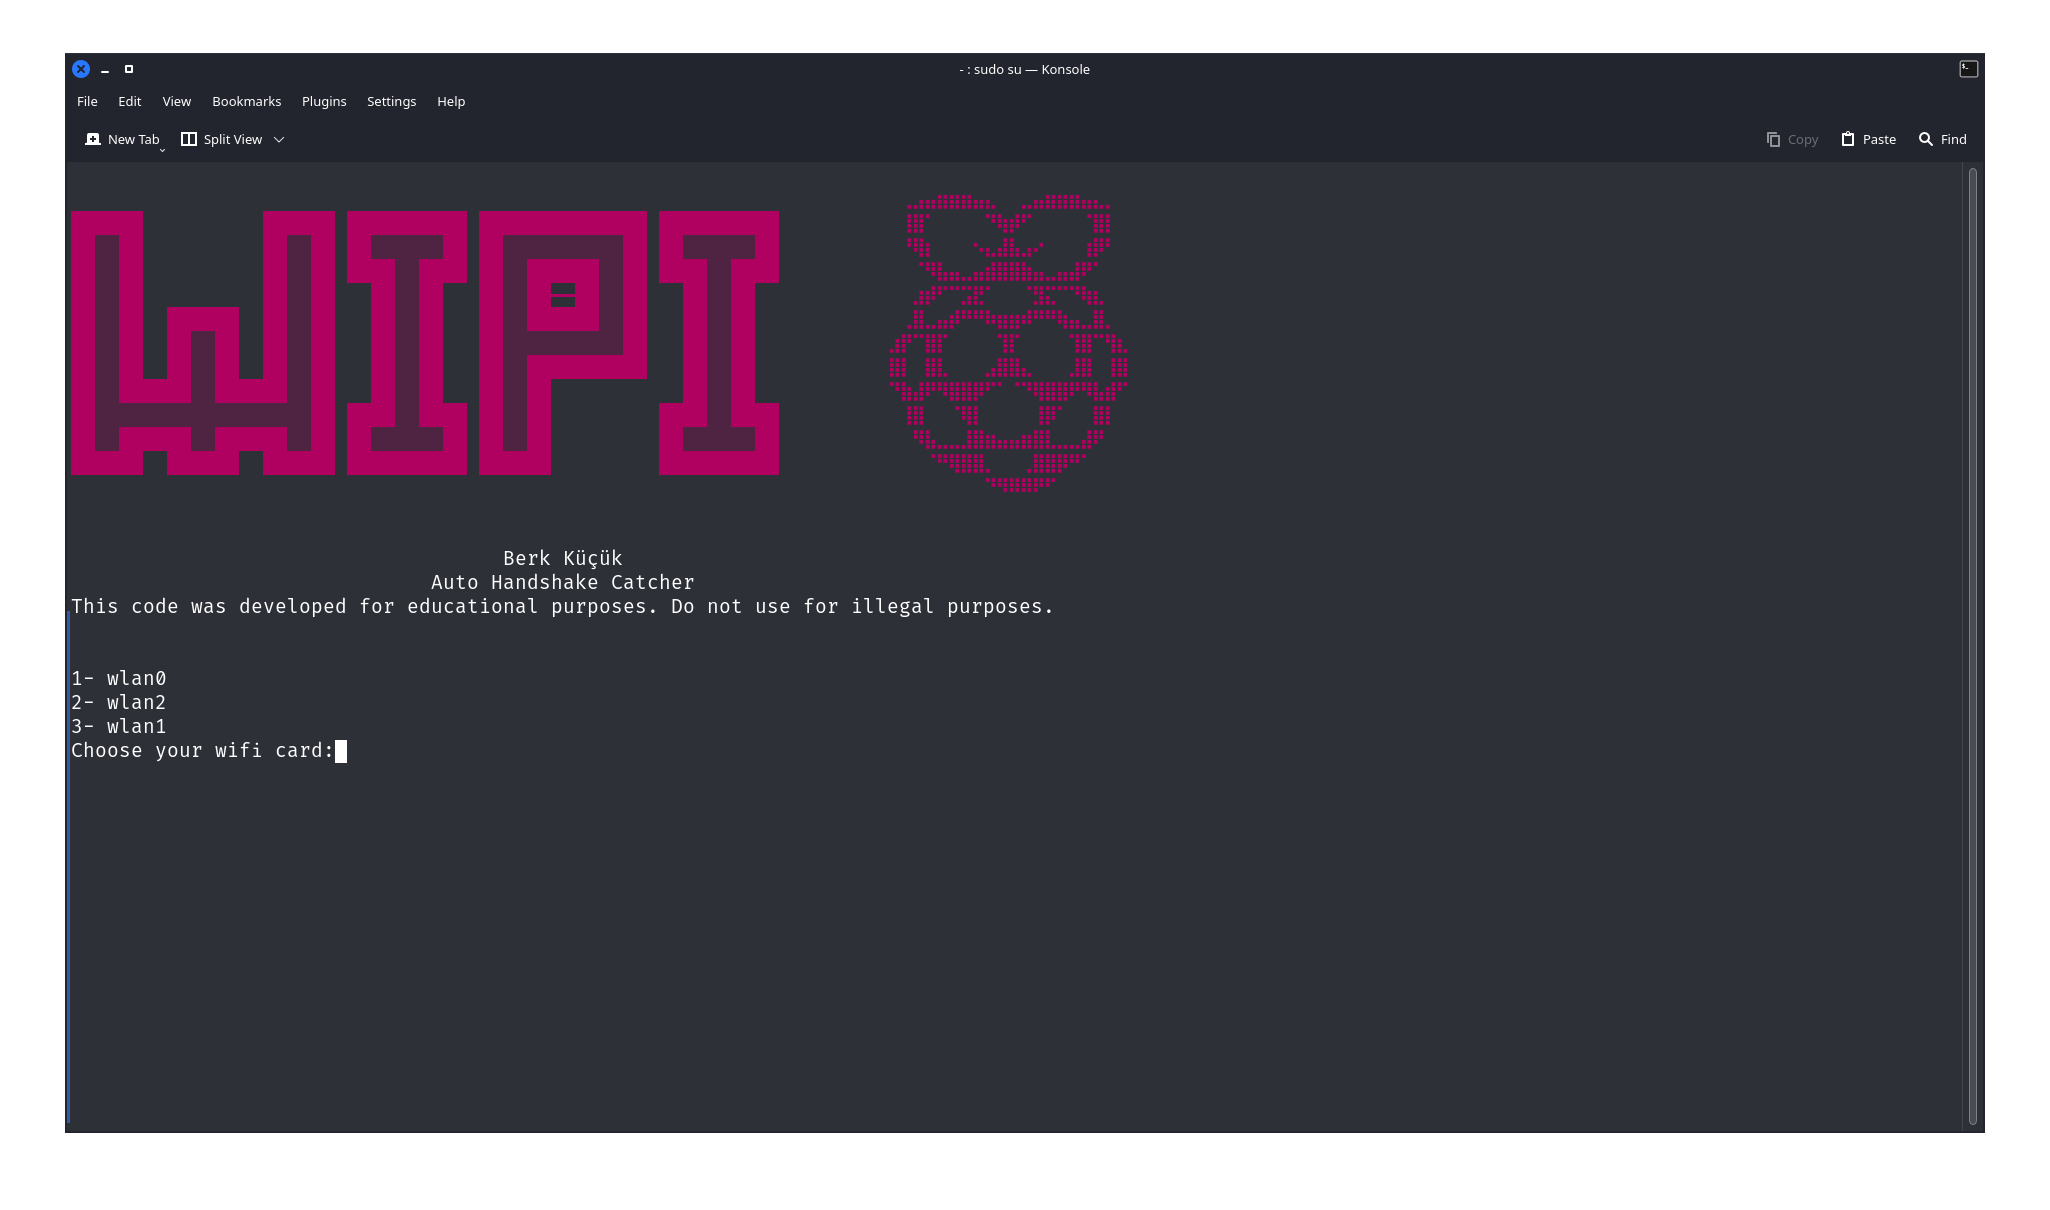 - : sudo su — Konsole
File Edit View Bookmarks Plugins Settings Help
New Tab Split View Copy Paste Find
WIPI
Berk Küçük
Auto Handshake Catcher
This code was developed for educational purposes. Do not use for illegal purposes.
1- wlan0
2- wlan2
3- wlan1
Choose your wifi card: